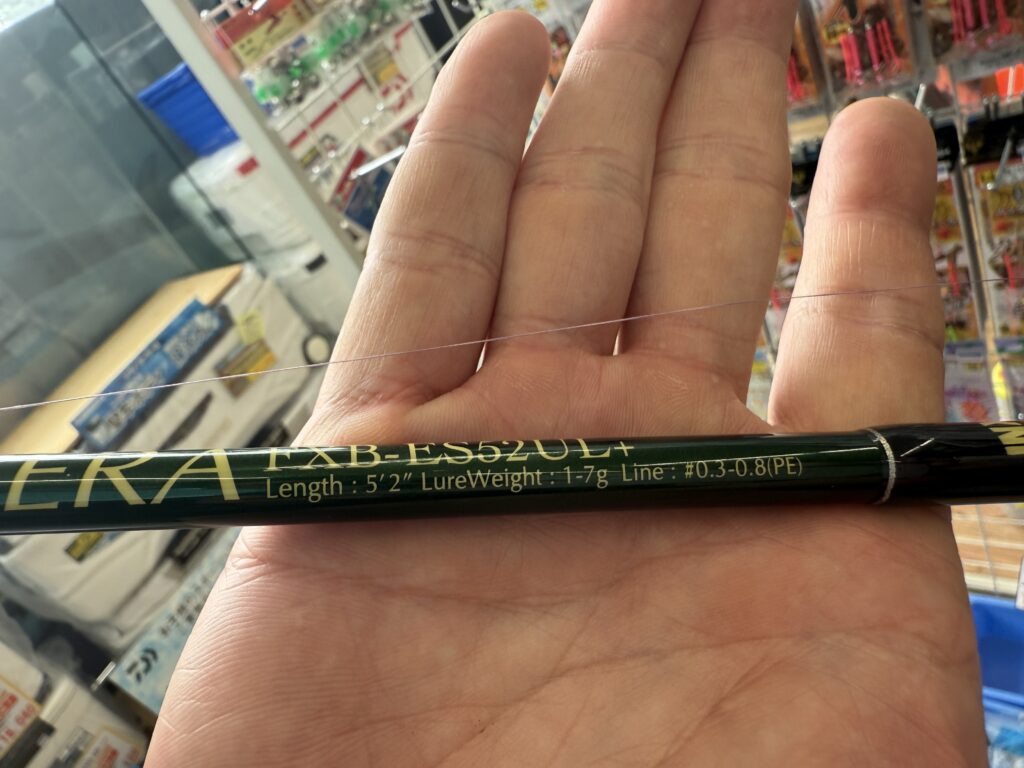 ERA FXB-ES52UL+
Length : 5'2" LureWeight : 1-7g Line : #0.3-0.8(PE)